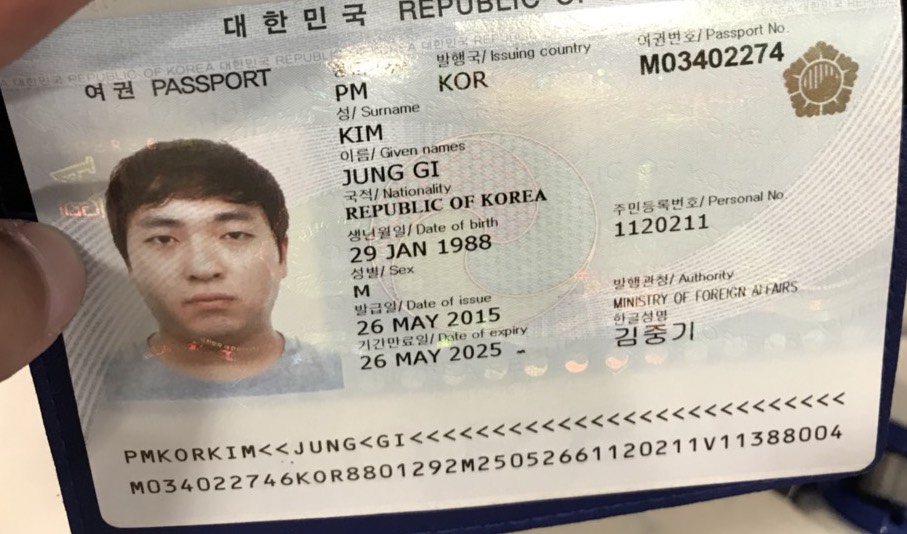 대한민국 REPUBLIC OF
여권 PASSPORT
발행국/ Issuing country
여권번호/ Passport No.
PM
KOR
M03402274
성/ Surname
KIM
이름/ Given names
JUNG GI
국적/ Nationality
REPUBLIC OF KOREA
주민등록번호/ Personal No.
1120211
생년월일/ Date of birth
29 JAN 1988
성별/ Sex
M
발행관청/ Authority
MINISTRY OF FOREIGN AFFAIRS
발급일/ Date of issue
26 MAY 2015
한글성명
김중기
기간만료일/ Date of expiry
26 MAY 2025
PMKORKIM<<JUNG<GI<<<<<<<<<<<<<<<<<<<<<<<<<<<
M034022746KOR8801292M25052661120211V11388004